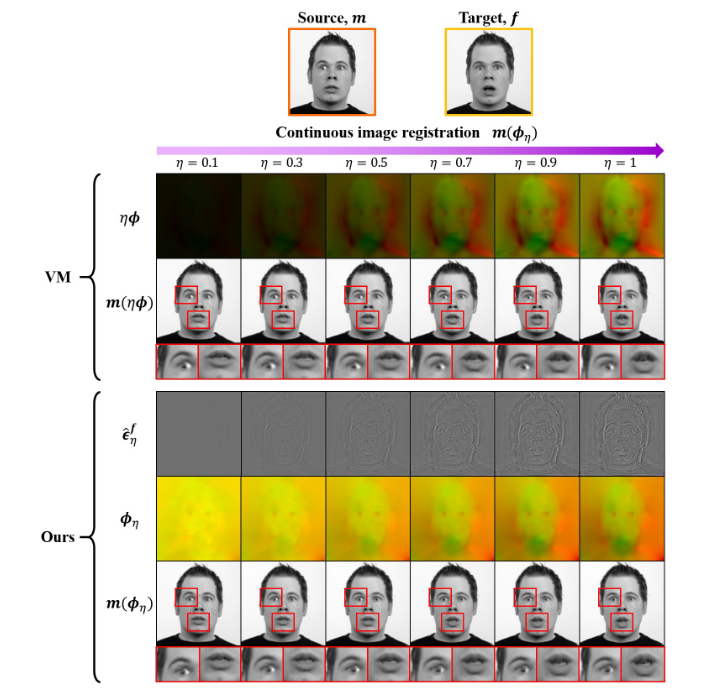 Source, m
Target, f
Continuous image registration m(ϕ_η)
η = 0.1
η = 0.3
η = 0.5
η = 0.7
η = 0.9
η = 1
VM
ηϕ
m(ηϕ)
Ours
ϵ̂_η^f
ϕ_η
m(ϕ_η)